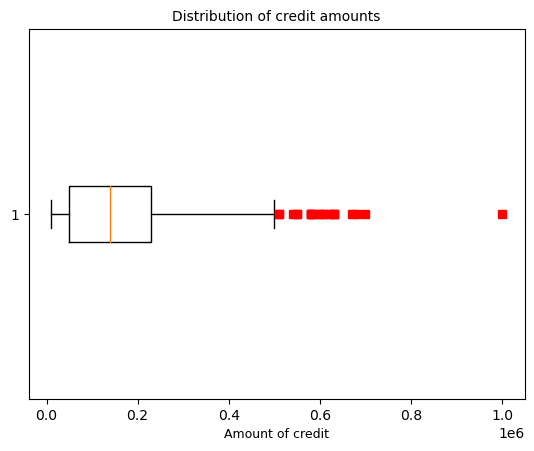 Distribution of credit amounts
1
0.0 0.2 0.4 0.6 0.8 1.0
1e6
Amount of credit